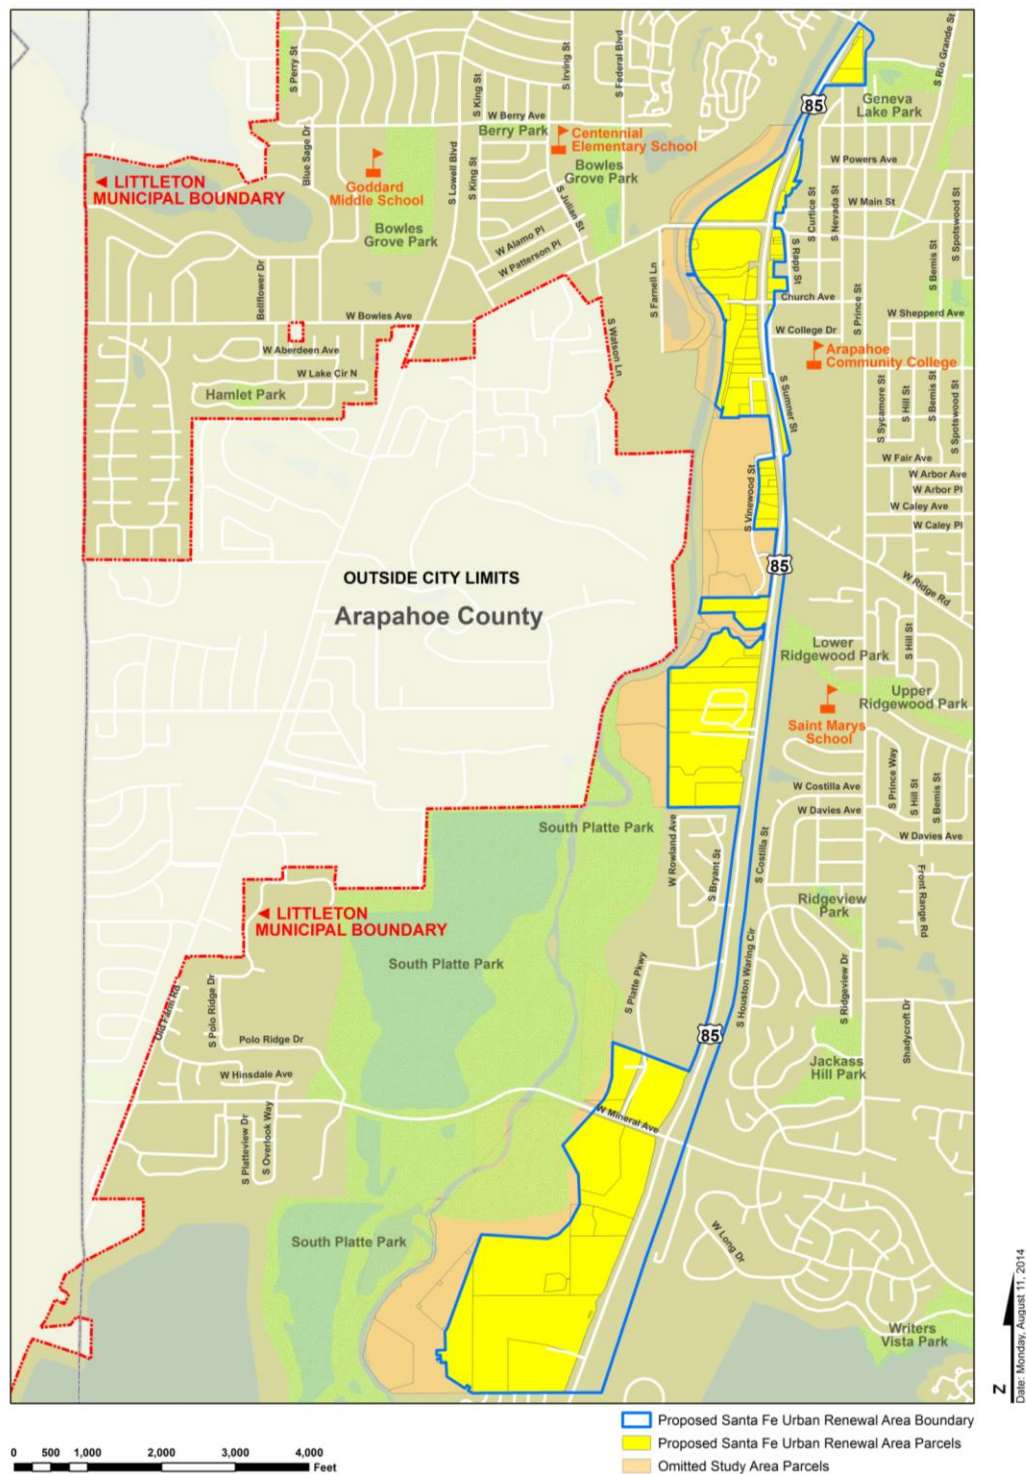 S Perry St
S King St
S Irving St
S Federal Blvd
S Rio Grande St
85
Geneva
Lake Park
W Berry Ave
Berry Park
Centennial
Elementary School
Blue Sage Dr
S Lowell Blvd
S King St
W Powers Ave
LITTLETON
MUNICIPAL BOUNDARY
Goddard
Middle School
Bowles
Grove Park
S Julian St
S Curtice St
S Nevada St
W Main St
S Spotswood St
Bowles
Grove Park
W Alamo Pl
W Patterson Pl
S Farnell Ln
S Rapp St
S Bemis St
Bellflower Dr
Church Ave
S Prince St
W Bowles Ave
W Shepperd Ave
W College Dr
S Watson Ln
W Aberdeen Ave
Arapahoe
Community College
W Lake Cir N
Hamlet Park
S Sumner St
S Sycamore St
S Hill St
S Bemis St
S Spotswood St
W Fair Ave
W Arbor Ave
W Arbor Pl
S Vinewood St
W Caley Ave
W Caley Pl
85
OUTSIDE CITY LIMITS
Arapahoe County
W Ridge Rd
Lower
Ridgewood Park
S Hill St
Upper
Ridgewood Park
Saint Marys
School
S Prince Way
W Costilla Ave
S Hill St
S Bemis St
W Davies Ave
South Platte Park
W Rowland Ave
S Bryant St
S Costilla St
W Davies Ave
Front Range Rd
Ridgeview
Park
LITTLETON
MUNICIPAL BOUNDARY
South Platte Park
S Platte Pkwy
S Houston Waring Cir
S Ridgeview Dr
Shadycroft Dr
Old Farm Rd
S Polo Ridge Dr
Polo Ridge Dr
85
Jackass
Hill Park
W Hinsdale Ave
W Mineral Ave
S Platteview Dr
S Overlook Way
South Platte Park
W Long Dr
Writers
Vista Park
N
Date: Monday, August 11, 2014
Proposed Santa Fe Urban Renewal Area Boundary
Proposed Santa Fe Urban Renewal Area Parcels
Omitted Study Area Parcels
0 500 1,000 2,000 3,000 4,000
Feet